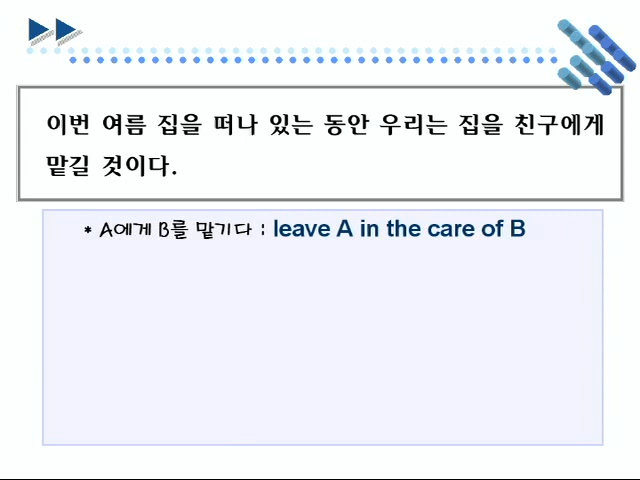 이번 여름 집을 떠나 있는 동안 우리는 집을 친구에게
맡길 것이다.
* A에게 B를 맡기다 : leave A in the care of B